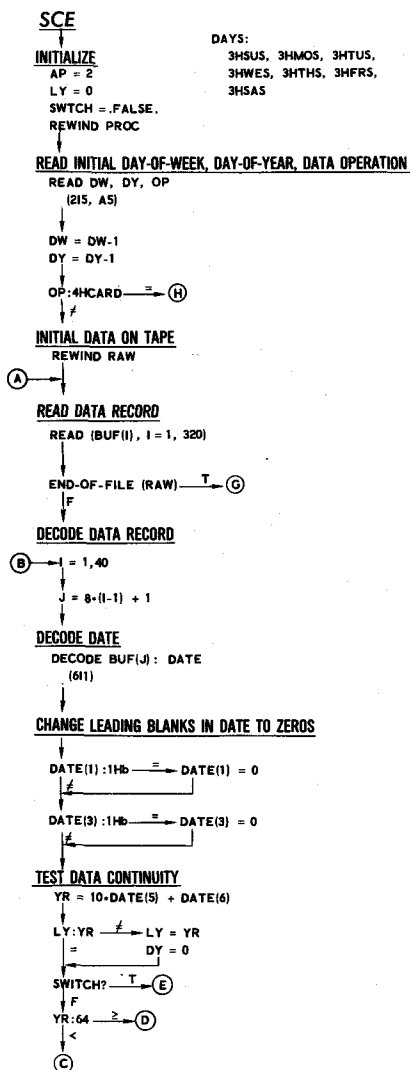 SCE
DAYS:
3HSUS, 3HMOS, 3HTUS,
3HWES, 3HTHS, 3HFRS,
3HSAS
INITIALIZE
AP = 2
LY = 0
SWTCH = .FALSE.
REWIND PROC
READ INITIAL DAY-OF-WEEK, DAY-OF-YEAR, DATA OPERATION
READ DW, DY, OP
(2I5, A5)
DW = DW-1
DY = DY-1
OP:4HCARD = H
≠
INITIAL DATA ON TAPE
REWIND RAW
A
READ DATA RECORD
READ (BUF(I), I = 1, 320)
END-OF-FILE (RAW) T G
F
DECODE DATA RECORD
B I = 1,40
J = 8*(I-1) + 1
DECODE DATE
DECODE BUF(J): DATE
(6I1)
CHANGE LEADING BLANKS IN DATE TO ZEROS
DATE(1):1Hb = DATE(1) = 0
≠
DATE(3):1Hb = DATE(3) = 0
≠
TEST DATA CONTINUITY
YR = 10*DATE(5) + DATE(6)
LY:YR ≠ LY = YR
= DY = 0
SWITCH? T E
F
YR:64 ≥ D
<
C